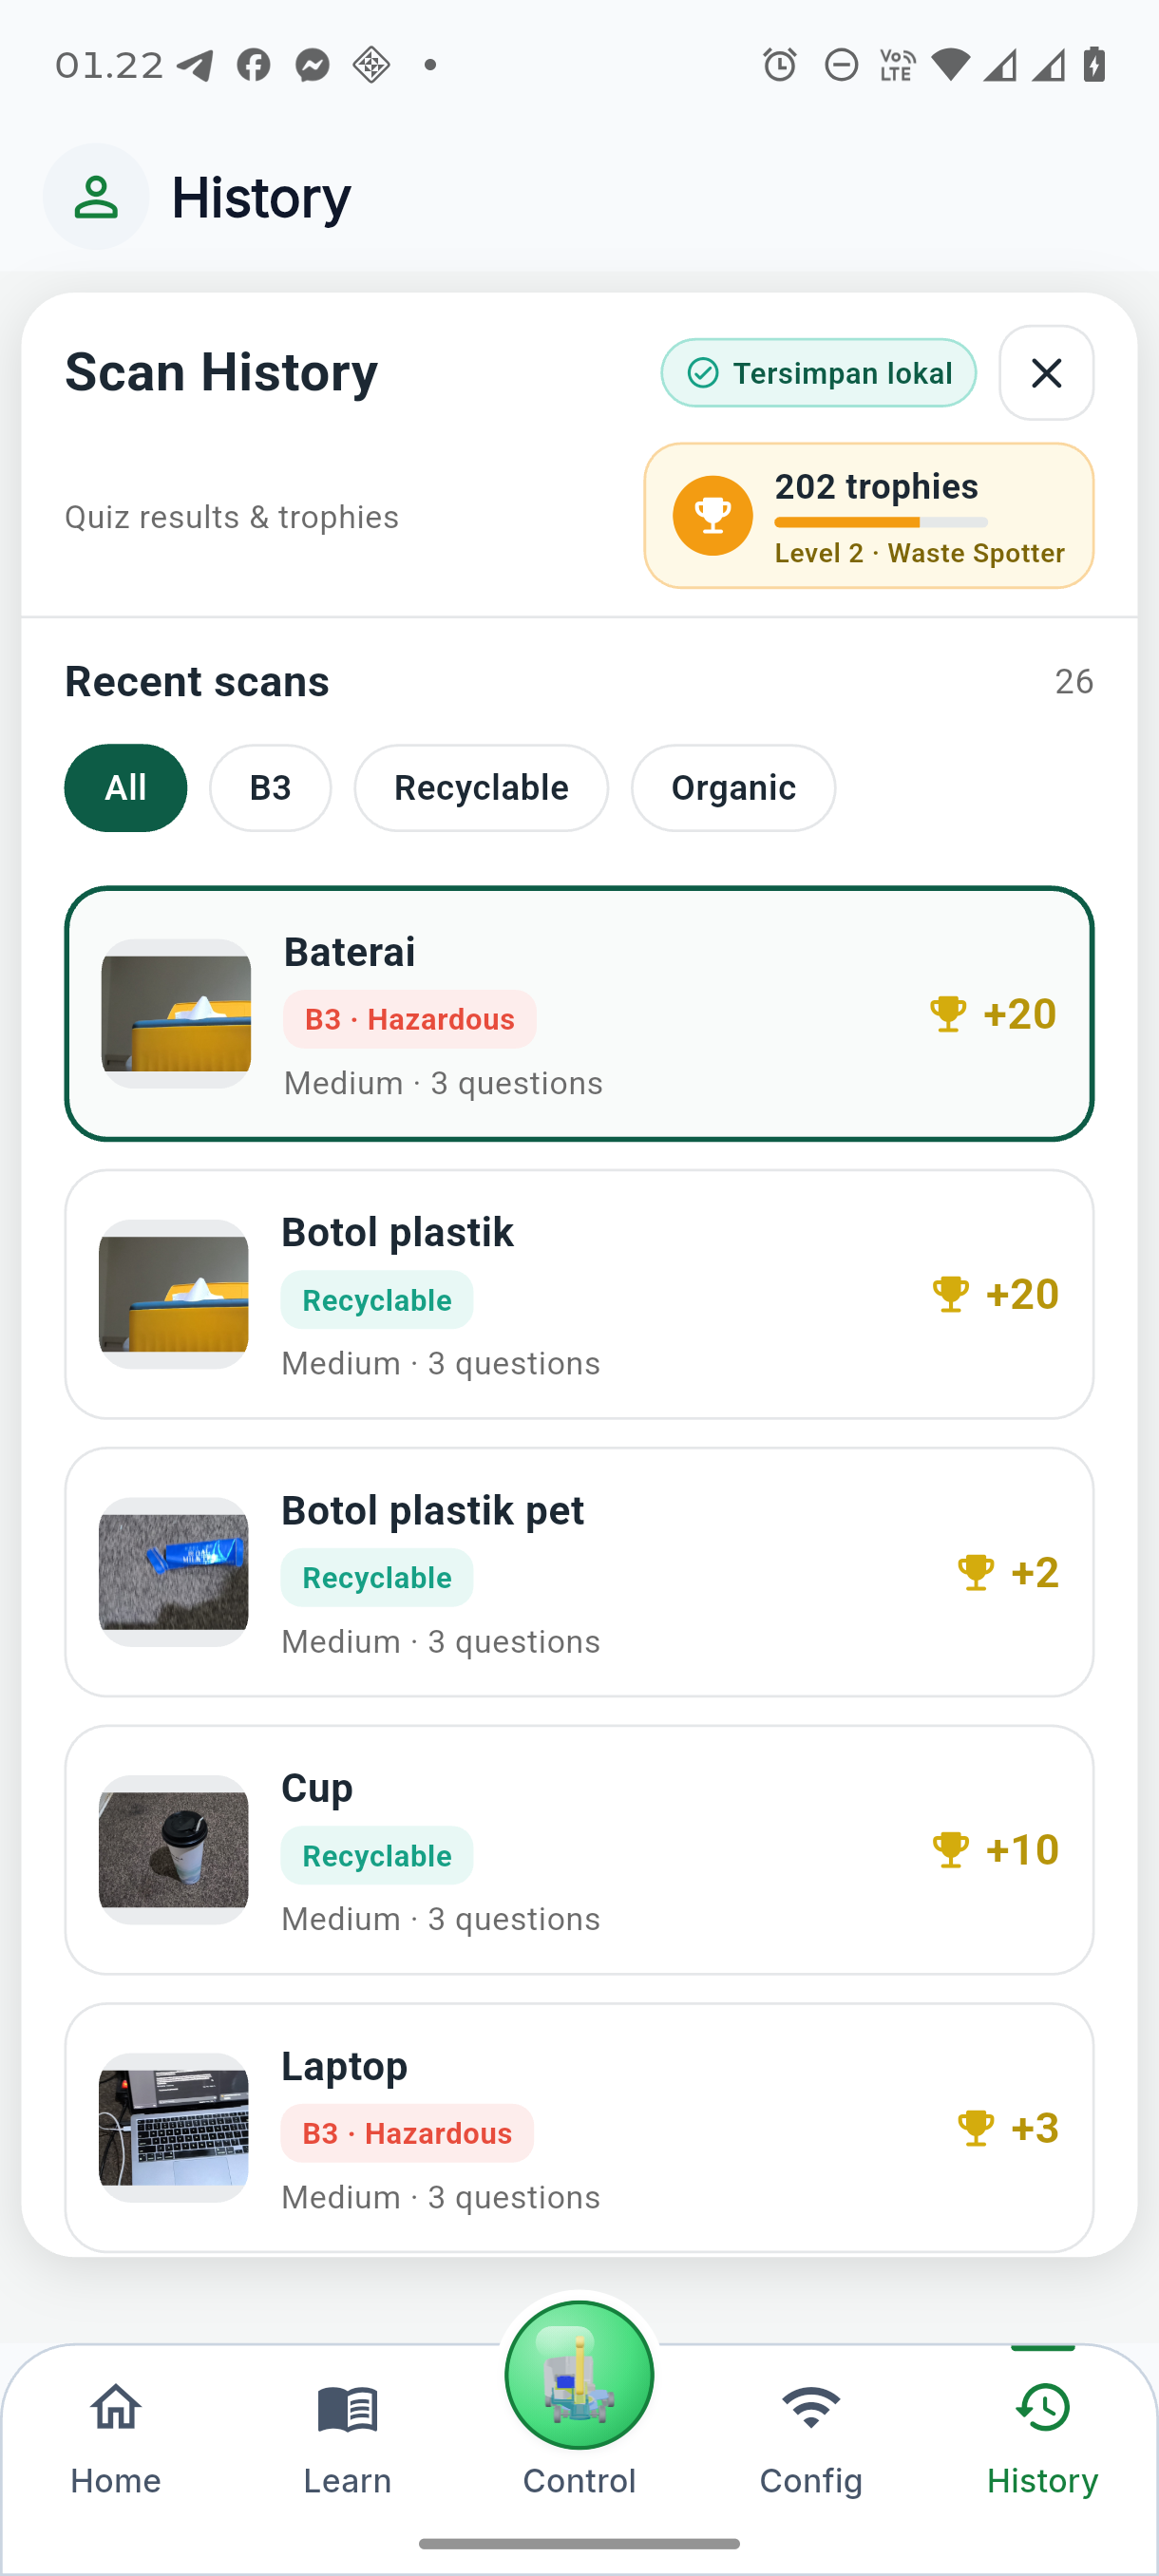 01.22
VoLTE
History
Scan History
Tersimpan lokal
Quiz results & trophies
202 trophies
Level 2 · Waste Spotter
Recent scans
26
All
B3
Recyclable
Organic
Baterai
B3 · Hazardous
Medium · 3 questions
+20
Botol plastik
Recyclable
Medium · 3 questions
+20
Botol plastik pet
Recyclable
Medium · 3 questions
+2
Cup
Recyclable
Medium · 3 questions
+10
Laptop
B3 · Hazardous
Medium · 3 questions
+3
Home
Learn
Control
Config
History